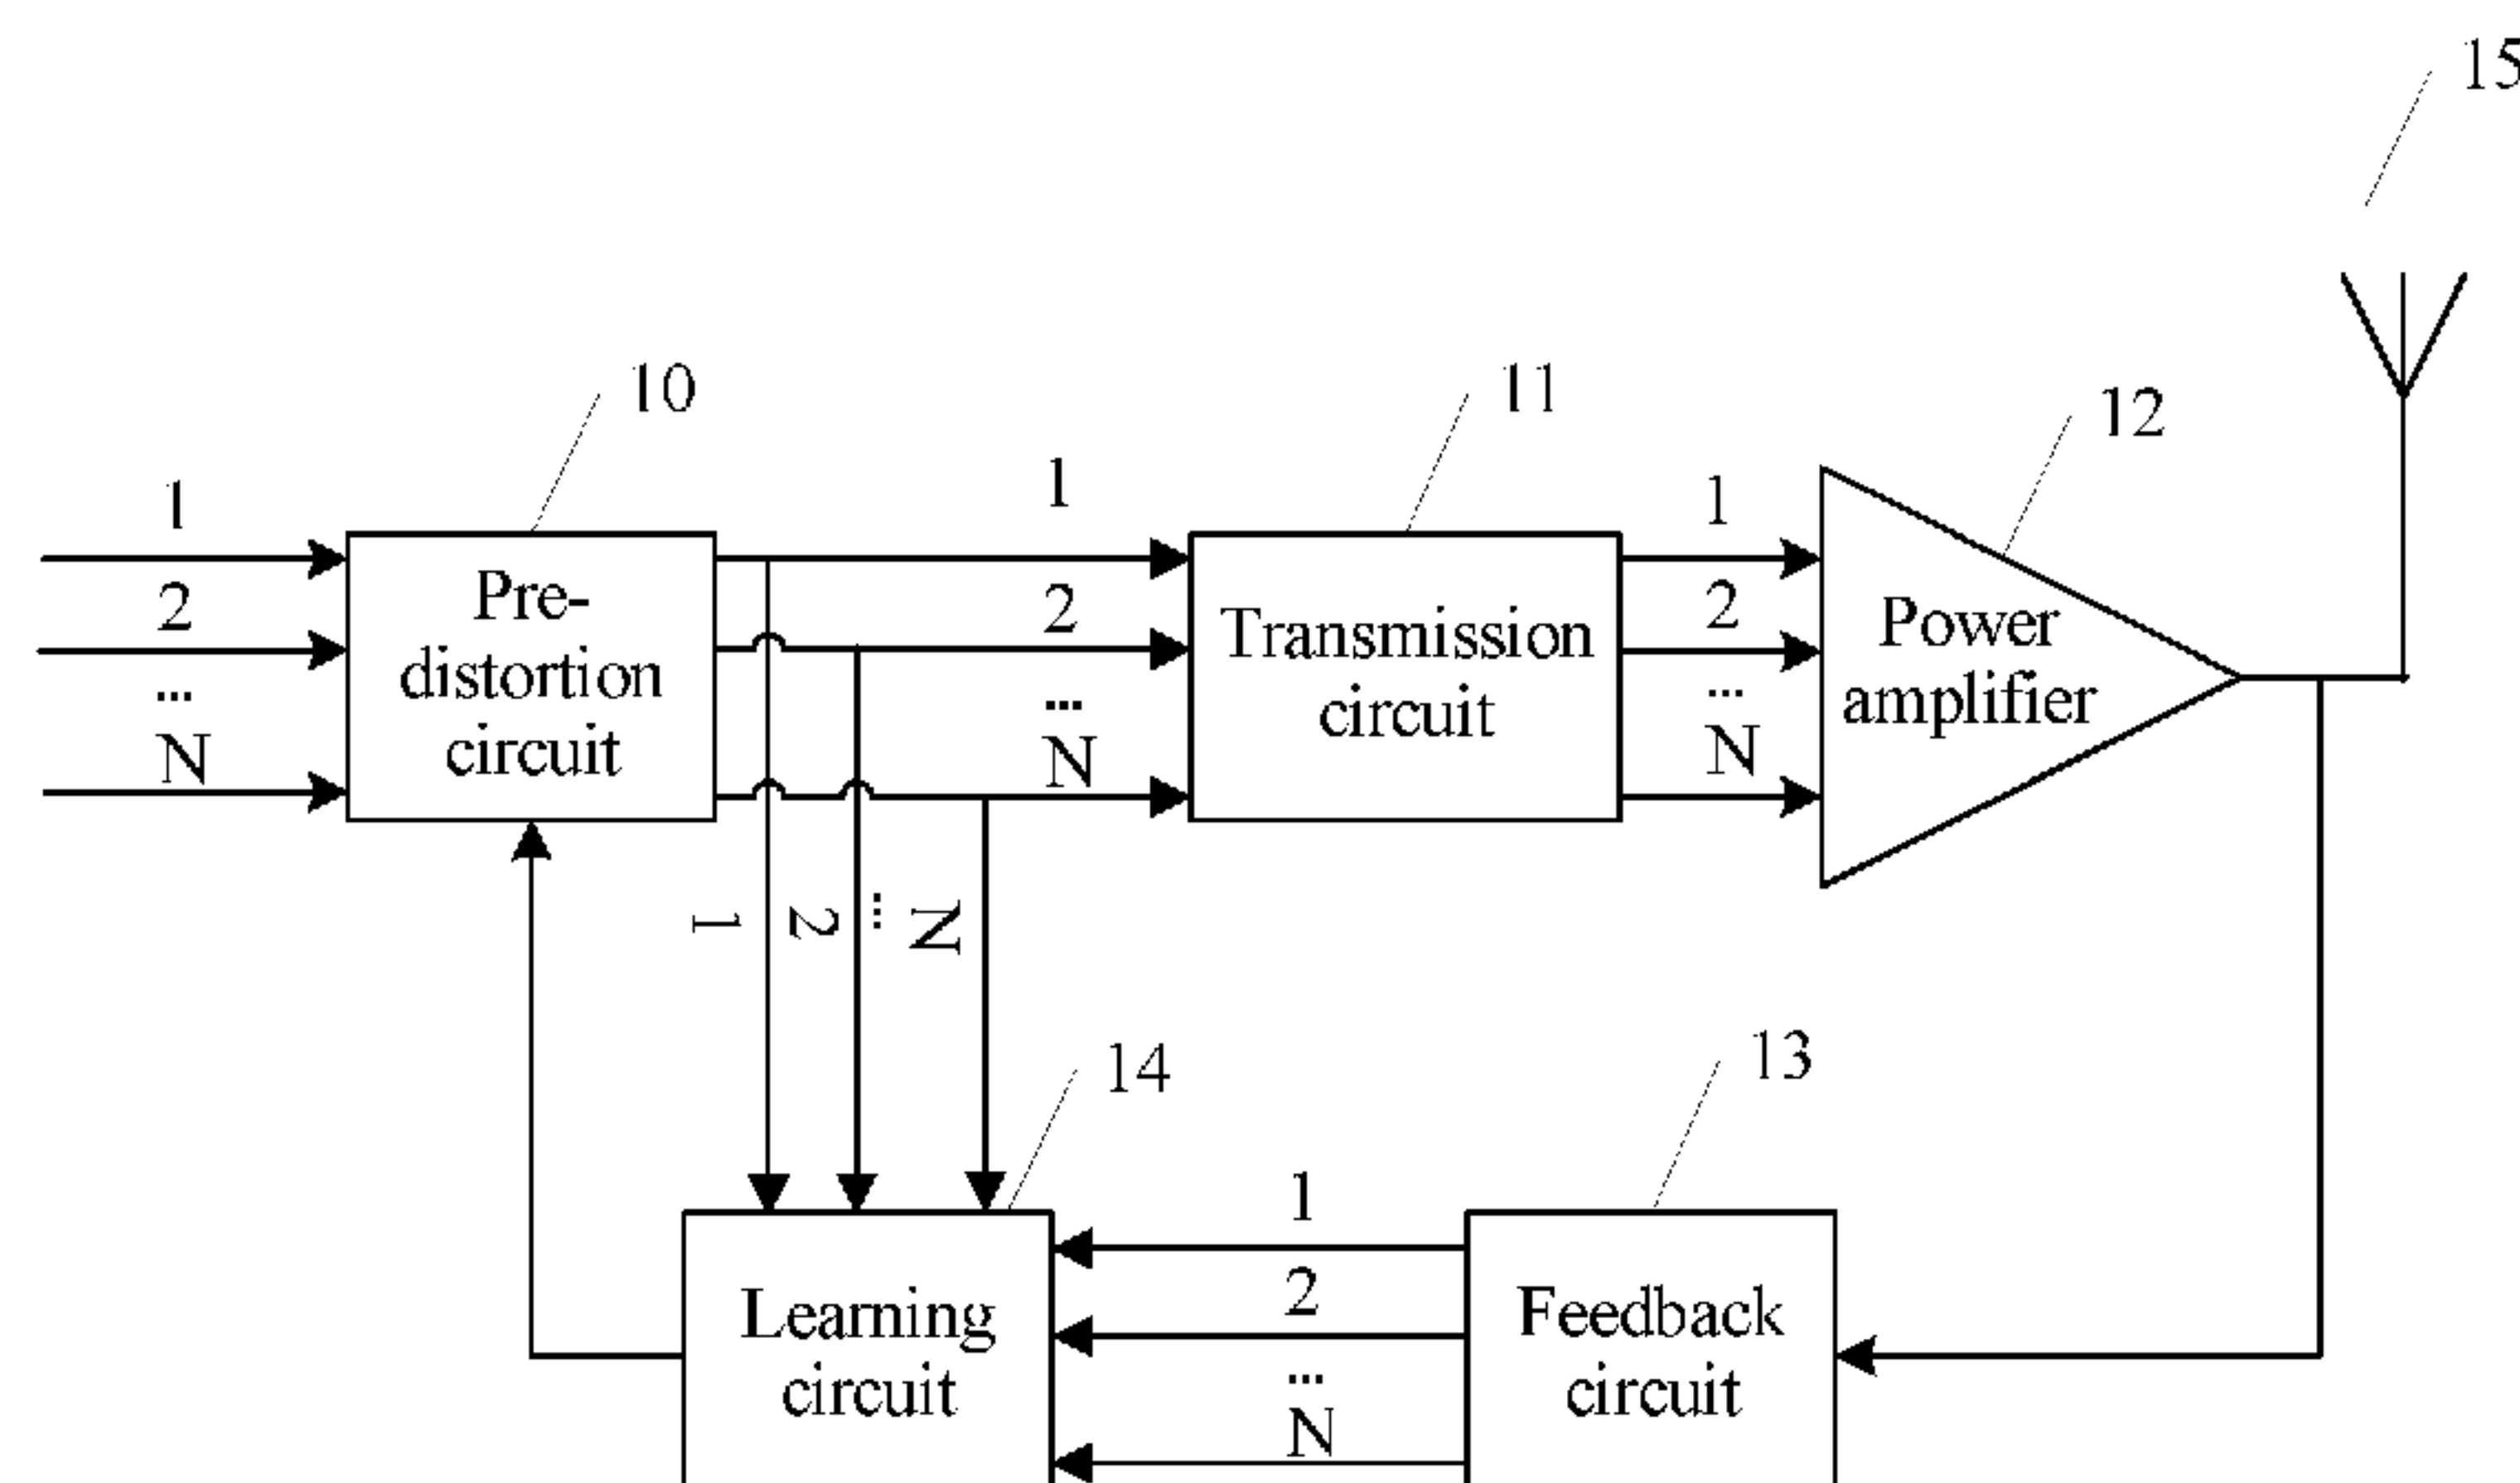 15
10
11
12
1
2
...
N
Pre-
distortion
circuit
1
2
...
N
Transmission
circuit
1
2
...
N
Power
amplifier
1
2
...
N
14
13
Learning
circuit
1
2
...
N
Feedback
circuit